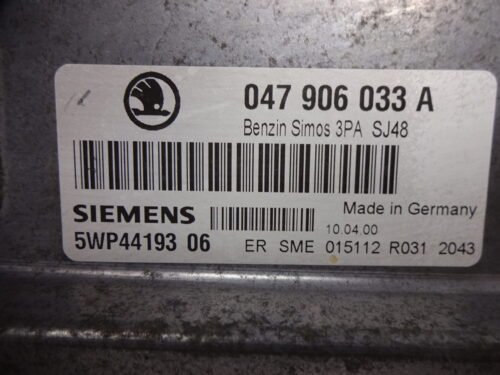 047 906 033 A
Benzin Simos 3PA SJ48
SIEMENS
Made in Germany
10.04.00
5WP44193 06
ER SME 015112 R031 2043